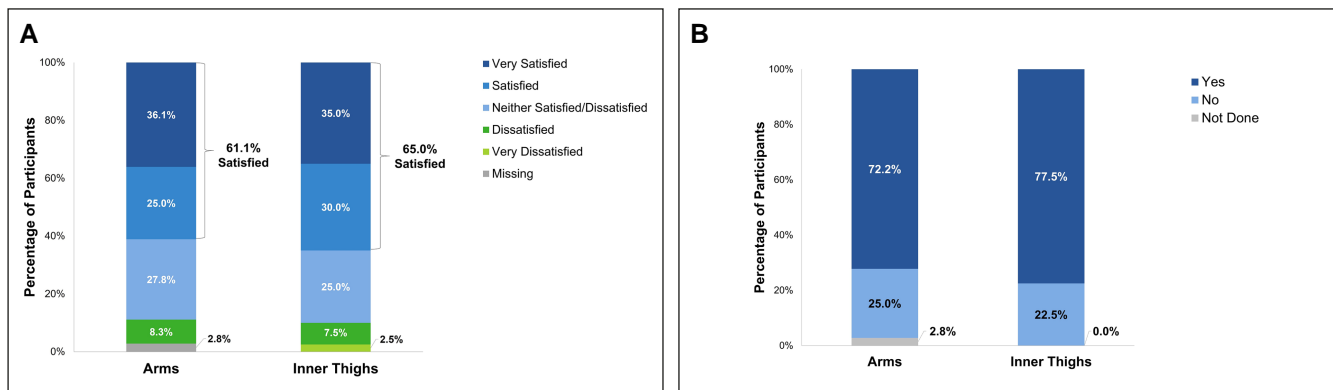 A
Percentage of Participants
100%
80%
60%
40%
20%
0%
36.1%
25.0%
27.8%
8.3%
2.8%
61.1%
Satisfied
35.0%
30.0%
25.0%
7.5%
2.5%
65.0%
Satisfied
Arms
Inner Thighs
Very Satisfied
Satisfied
Neither Satisfied/Dissatisfied
Dissatisfied
Very Dissatisfied
Missing
B
Percentage of Participants
100%
80%
60%
40%
20%
0%
72.2%
25.0%
2.8%
77.5%
22.5%
0.0%
Arms
Inner Thighs
Yes
No
Not Done